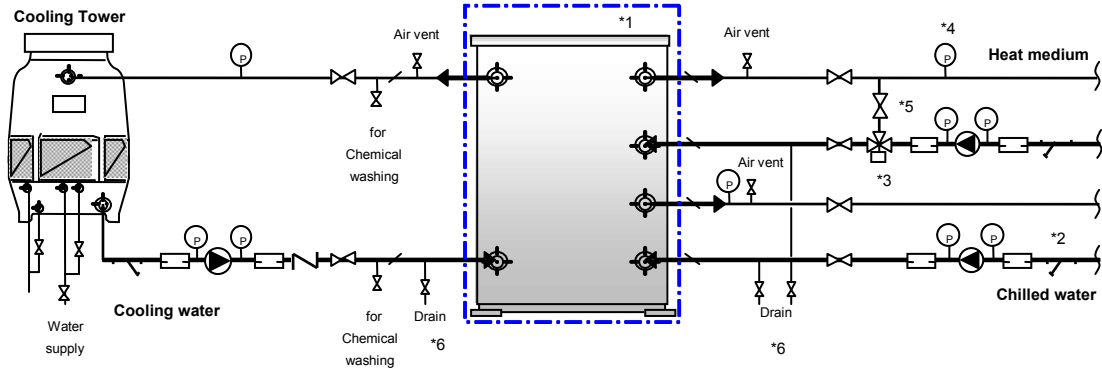 Cooling Tower
*1
*4
Air vent
Air vent
Heat medium
P
P
*5
P
P
for
Chemical
washing
*3
Air vent
P
P
P
P
P
*2
Cooling water
Chilled water
Water
supply
for
Chemical
washing
Drain
*6
Drain
*6